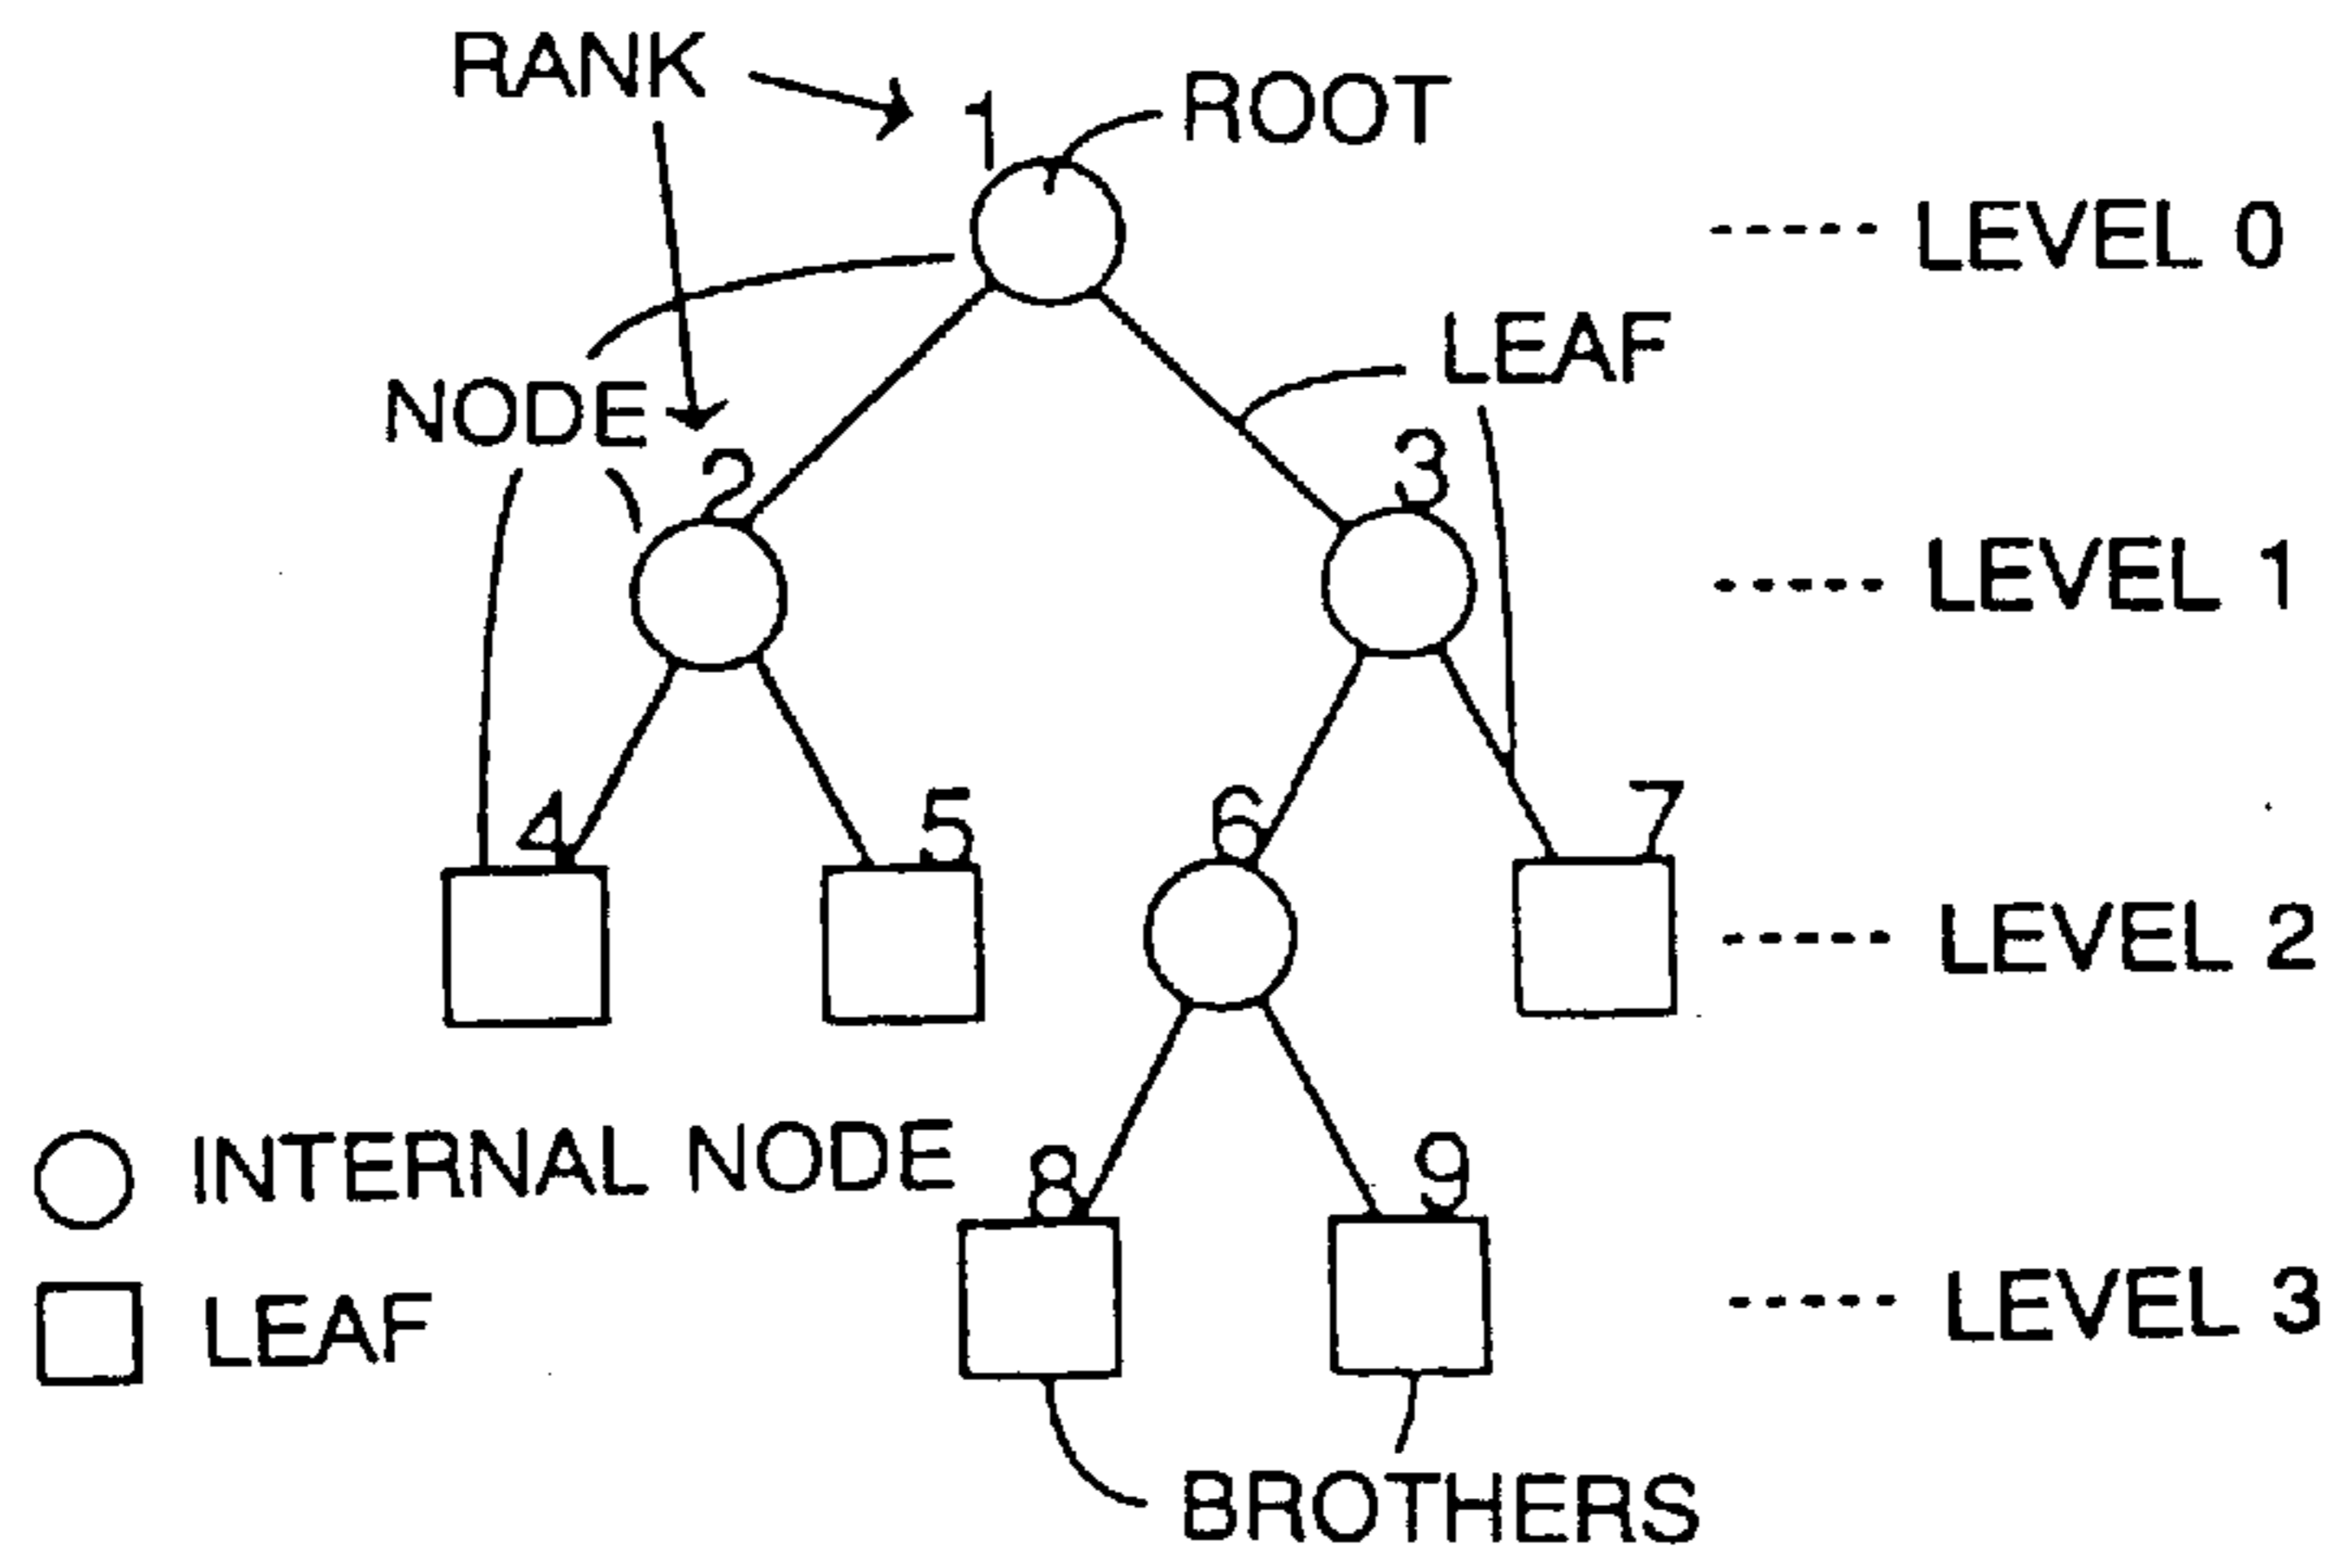 RANK
1
ROOT
LEVEL 0
LEAF
NODE
2
3
LEVEL 1
4
5
6
7
LEVEL 2
INTERNAL NODE
8
9
LEAF
LEVEL 3
BROTHERS